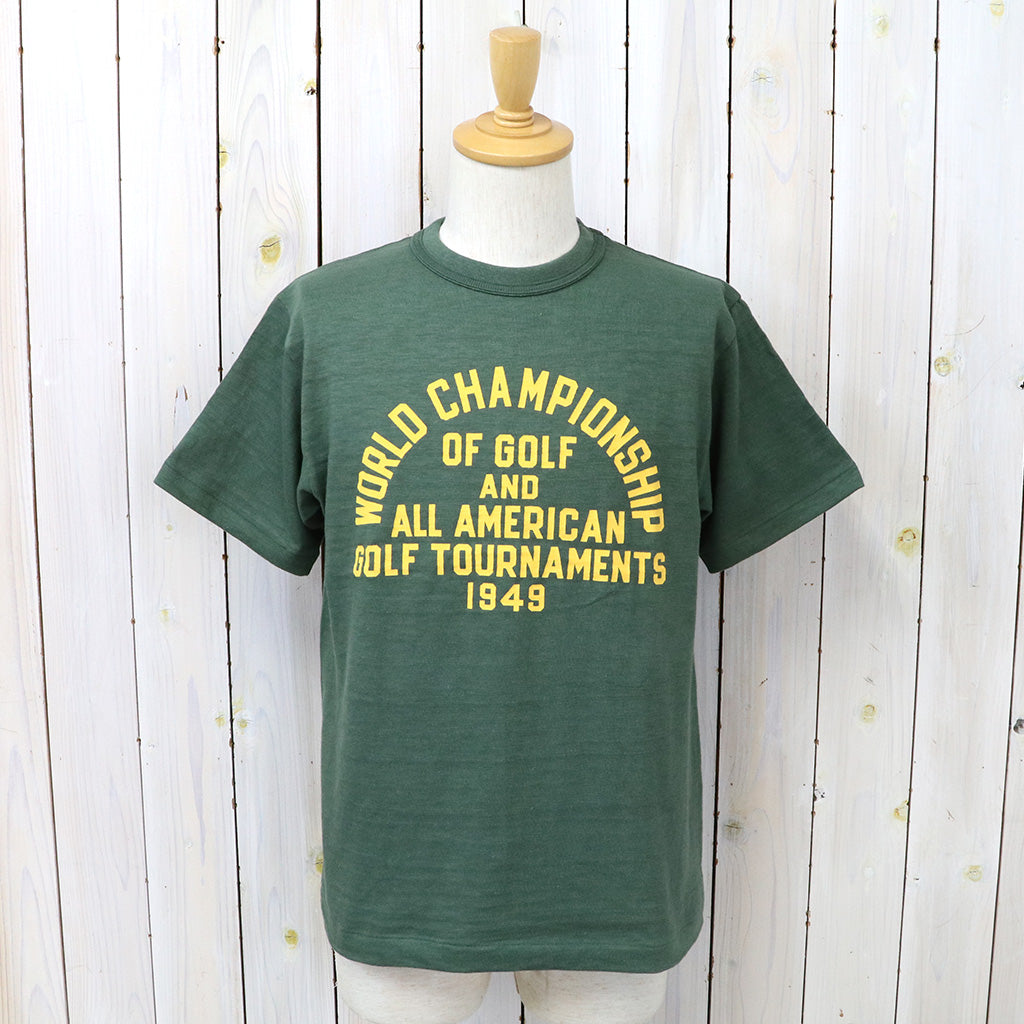 WORLD CHAMPIONSHIP
OF GOLF
AND
ALL AMERICAN
GOLF TOURNAMENTS
1949